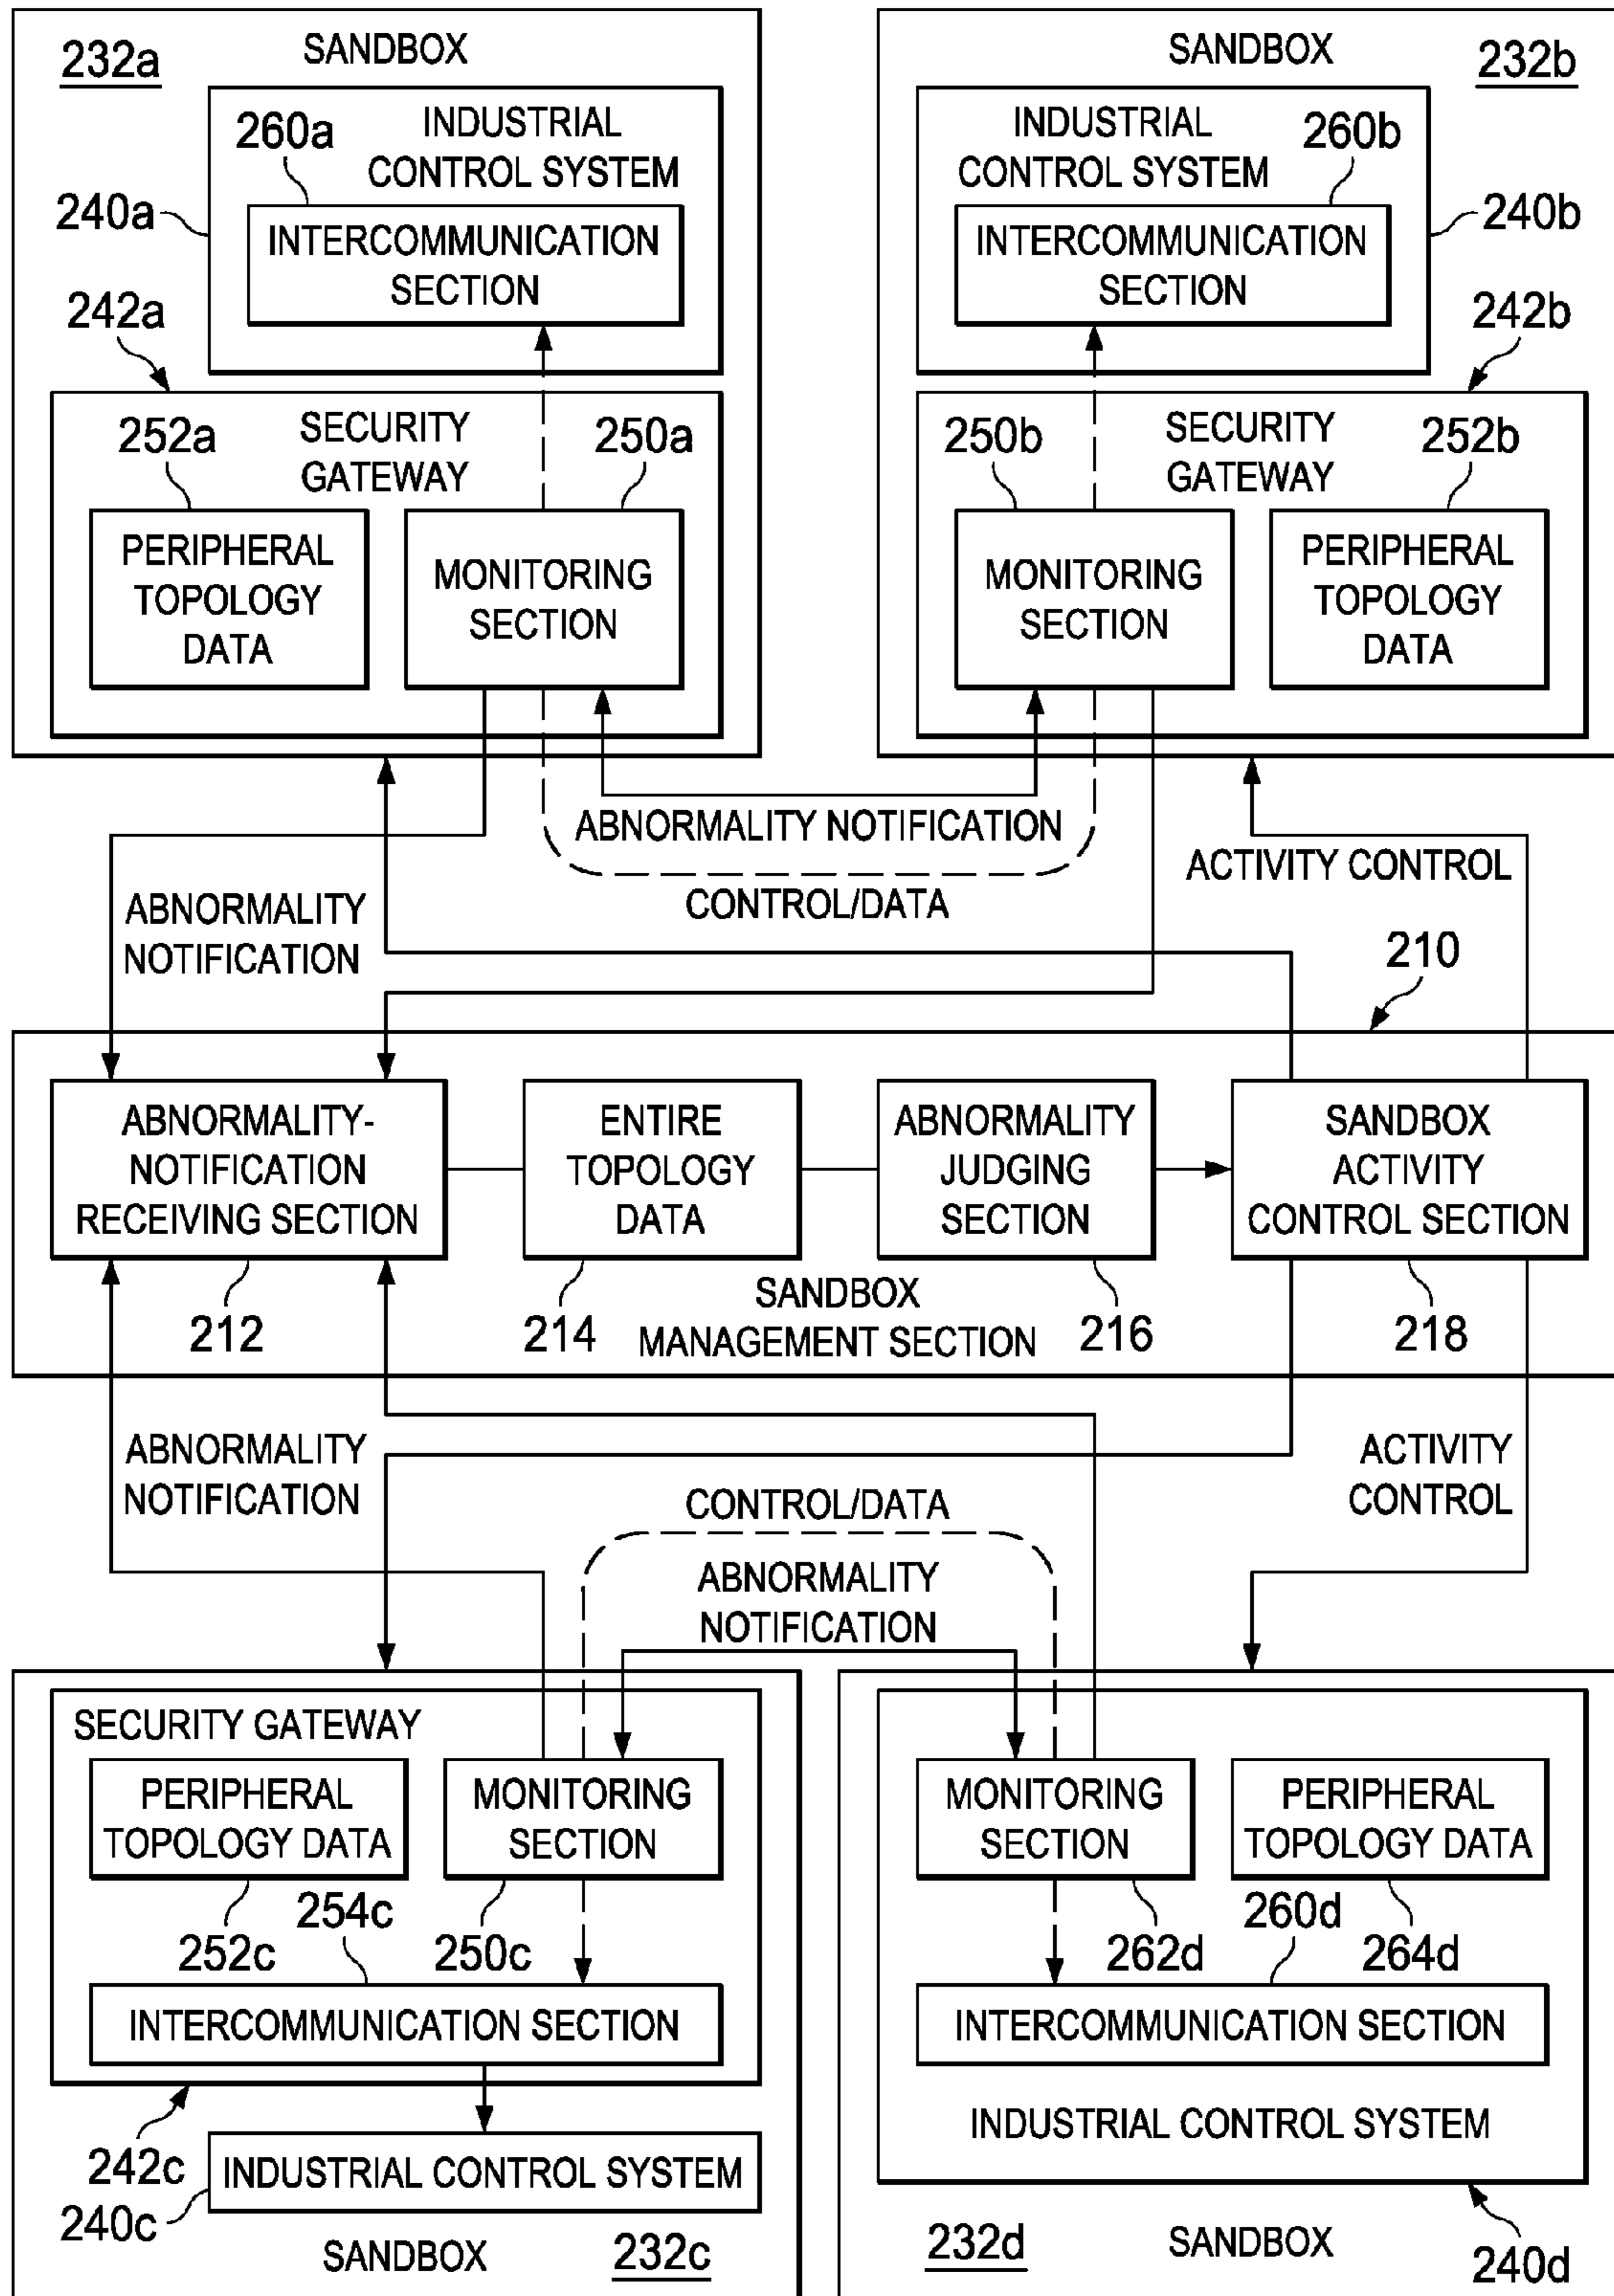 232a
SANDBOX
260a
INDUSTRIAL
CONTROL SYSTEM
240a
INTERCOMMUNICATION
SECTION
242a
252a
SECURITY
GATEWAY
250a
PERIPHERAL
TOPOLOGY
DATA
MONITORING
SECTION
SANDBOX
232b
INDUSTRIAL
CONTROL SYSTEM
260b
INTERCOMMUNICATION
SECTION
240b
242b
250b
SECURITY
GATEWAY
252b
MONITORING
SECTION
PERIPHERAL
TOPOLOGY
DATA
ABNORMALITY NOTIFICATION
CONTROL/DATA
ACTIVITY CONTROL
ABNORMALITY
NOTIFICATION
210
ABNORMALITY-
NOTIFICATION
RECEIVING SECTION
ENTIRE
TOPOLOGY
DATA
ABNORMALITY
JUDGING
SECTION
SANDBOX
ACTIVITY
CONTROL SECTION
212
214
SANDBOX
MANAGEMENT SECTION
216
218
ABNORMALITY
NOTIFICATION
CONTROL/DATA
ABNORMALITY
NOTIFICATION
ACTIVITY
CONTROL
SECURITY GATEWAY
PERIPHERAL
TOPOLOGY DATA
MONITORING
SECTION
252c
254c
250c
INTERCOMMUNICATION SECTION
242c
INDUSTRIAL CONTROL SYSTEM
240c
SANDBOX
232c
MONITORING
SECTION
PERIPHERAL
TOPOLOGY DATA
262d
260d
264d
INTERCOMMUNICATION SECTION
INDUSTRIAL CONTROL SYSTEM
232d
SANDBOX
240d